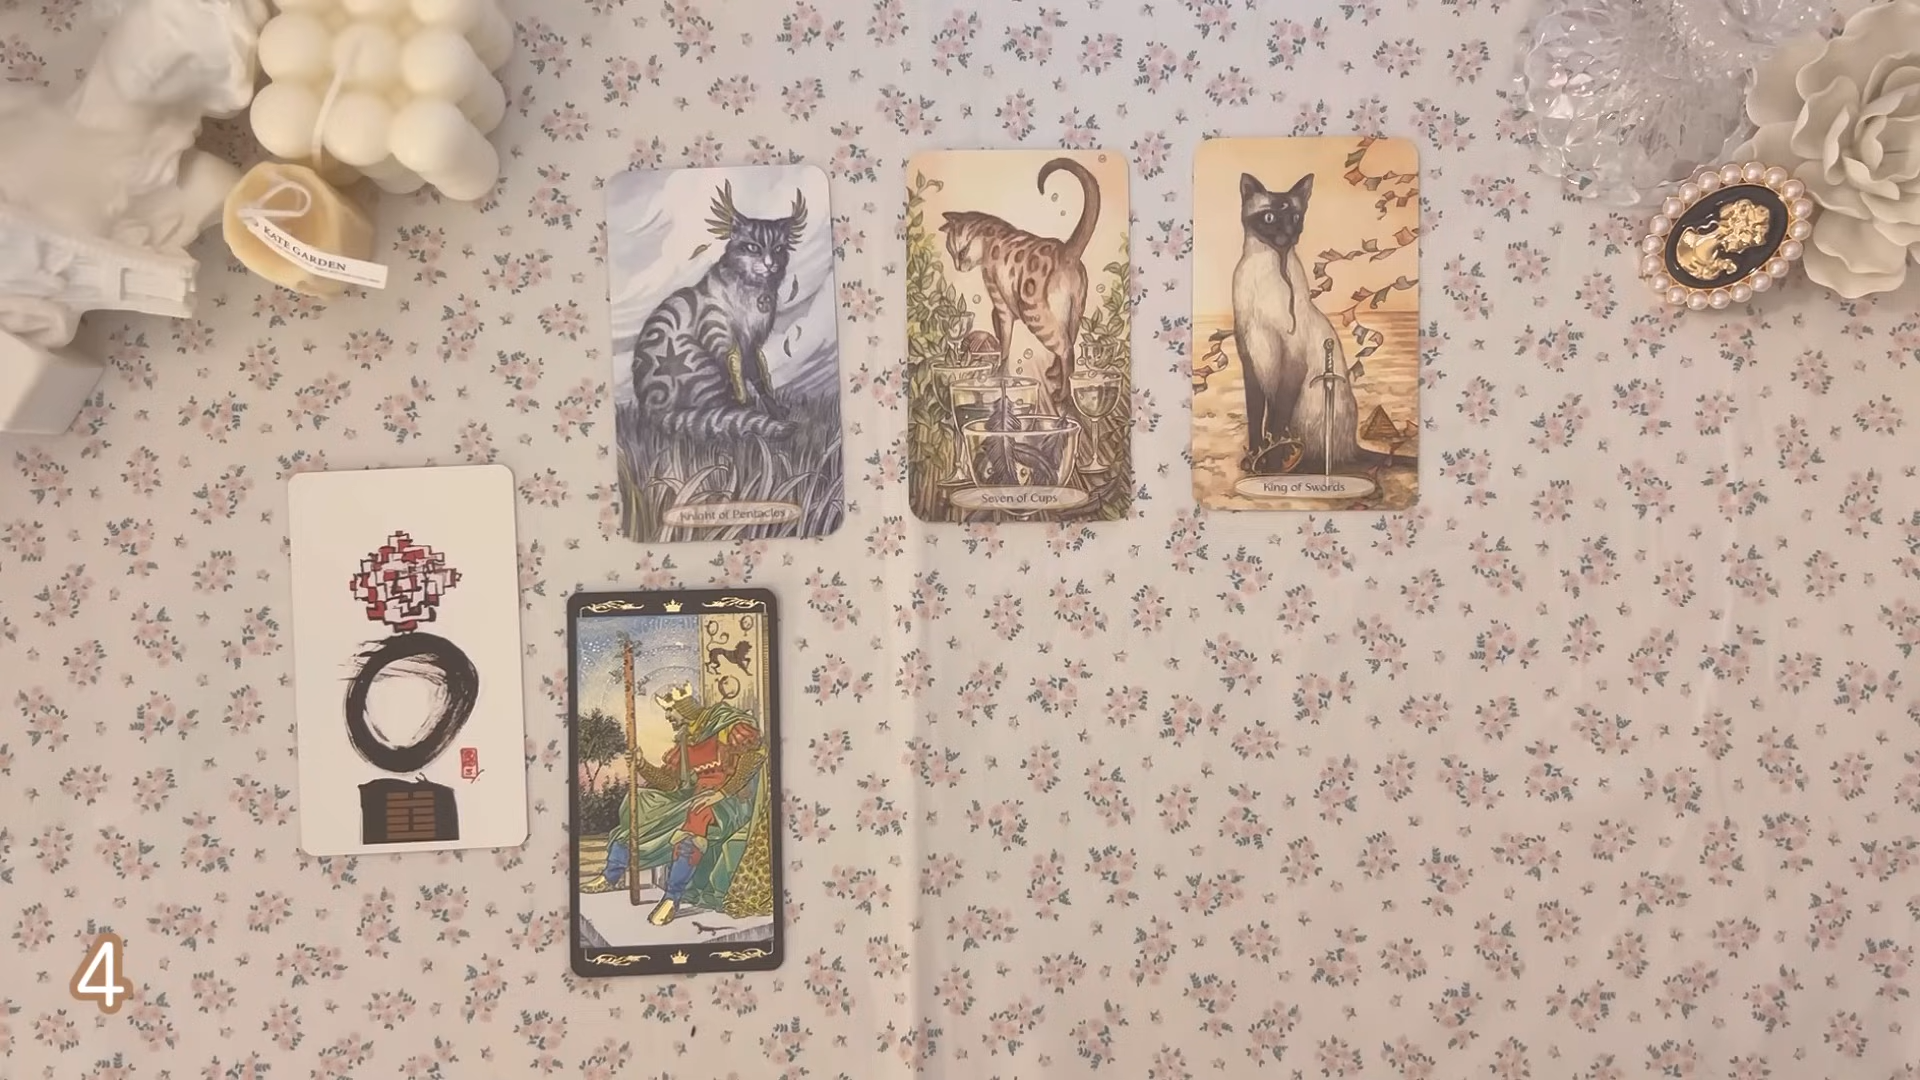 KATE GARDEN
Knight of Pentacles
Seven of Cups
King of Swords
4